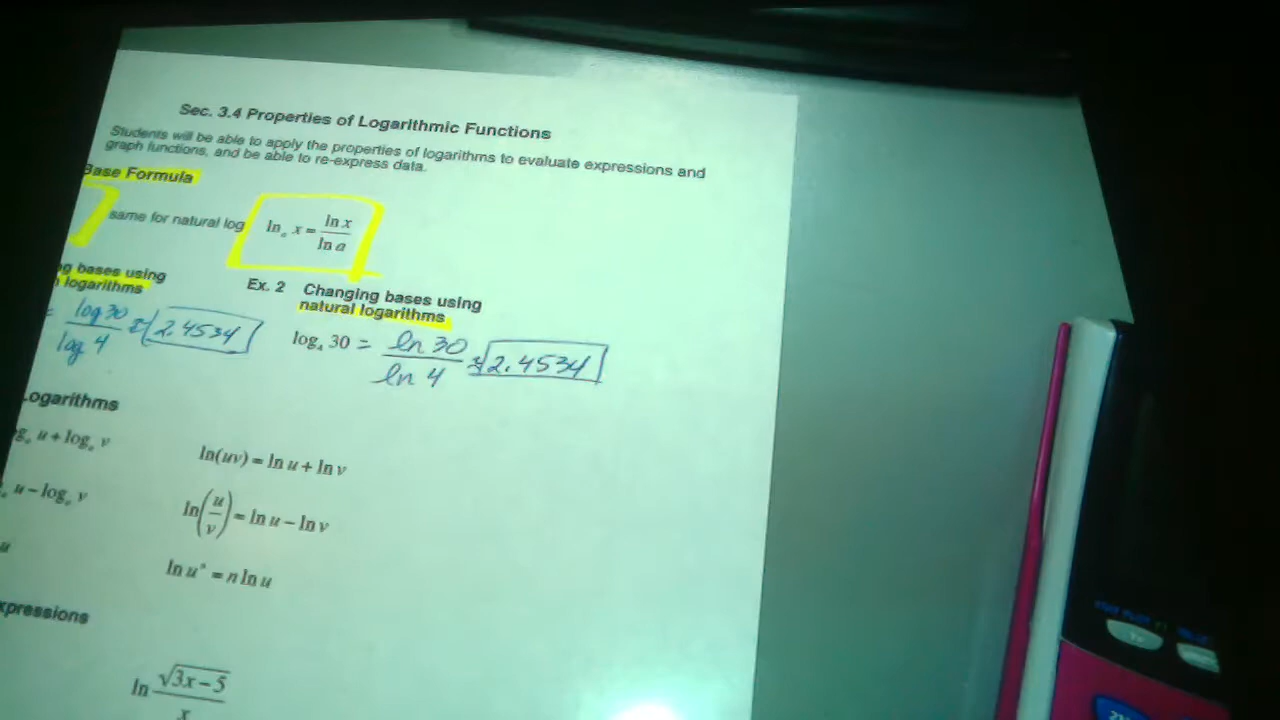 Sec. 3.4 Properties of Logarithmic Functions
Students will be able to apply the properties of logarithms to evaluate expressions and
graph functions, and be able to re-express data.
Base Formula
same for natural log ln_a x = ln x / ln a
bases using
logarithms
Ex. 2 Changing bases using
natural logarithms
= log 30 / log 4 ≈ 2.4534
log₄ 30 = ln 30 / ln 4 ≈ 2.4534
Logarithms
u + log_a v
ln(uv) = ln u + ln v
u − log_a v
ln(u/v) = ln u − ln v
u
ln uⁿ = n ln u
xpressions
ln √(3x−5) / x